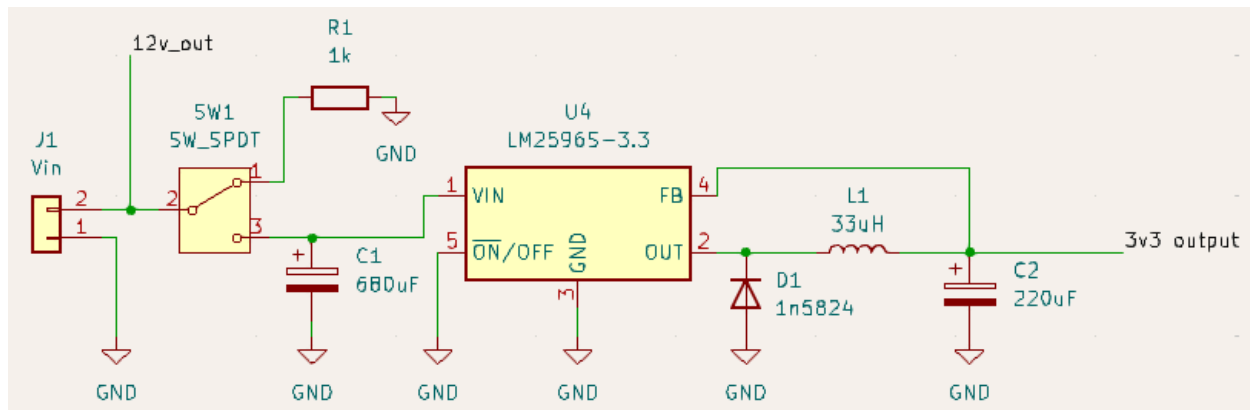 12v_out
R1
1k
GND
SW1
SW_SPDT
1
2
3
J1
Vin
2
1
GND
C1
680uF
GND
U4
LM2596S-3.3
1
VIN
5
ON/OFF
GND
3
FB
4
OUT
2
GND
GND
L1
33uH
D1
1n5824
GND
3v3 output
C2
220uF
GND
+
+